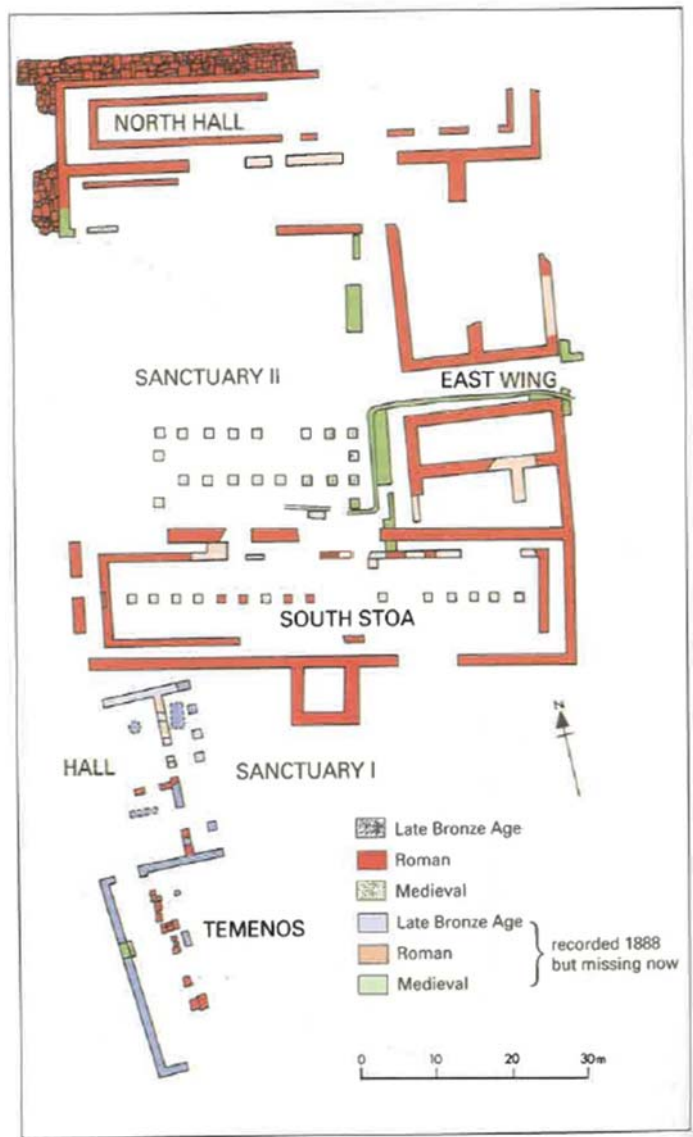 NORTH HALL
SANCTUARY II
EAST WING
SOUTH STOA
N
HALL
SANCTUARY I
TEMENOS
Late Bronze Age
Roman
Medieval
Late Bronze Age
Roman
Medieval
recorded 1888
but missing now
0 10 20 30m